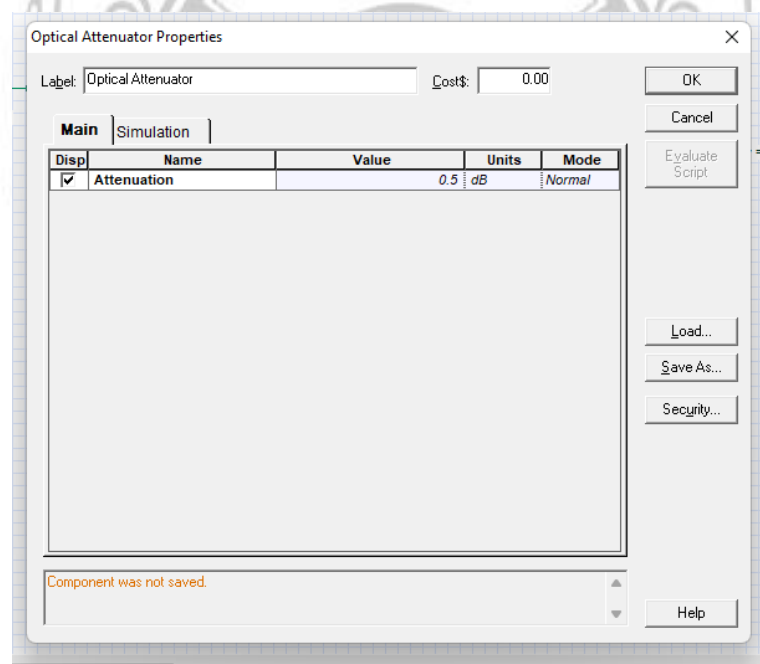 Optical Attenuator Properties
Label: Optical Attenuator Cost$: 0.00 OK
Cancel
Main Simulation
Evaluate Script
Disp Name Value Units Mode
Attenuation 0.5 dB Normal
Load...
Save As...
Security...
Component was not saved.
Help